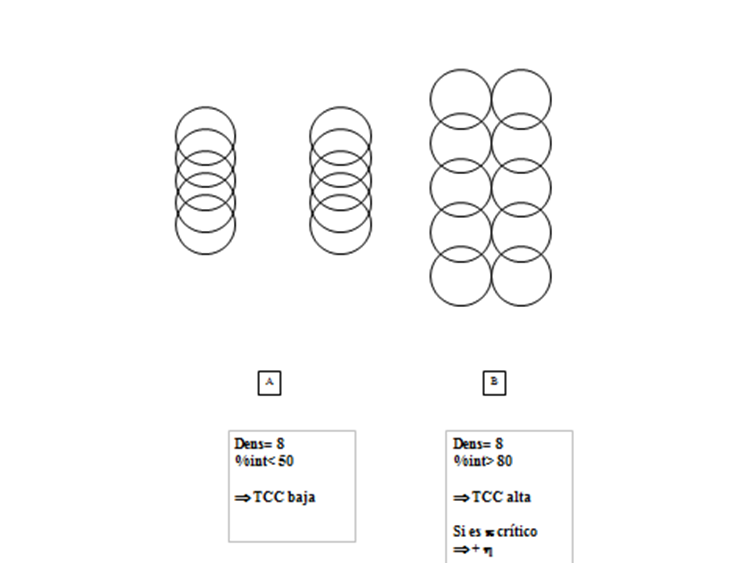 A
B
Dens= 8
%int< 50
⇒ TCC baja
Dens= 8
%int> 80
⇒ TCC alta
Si es crítico
⇒ + η